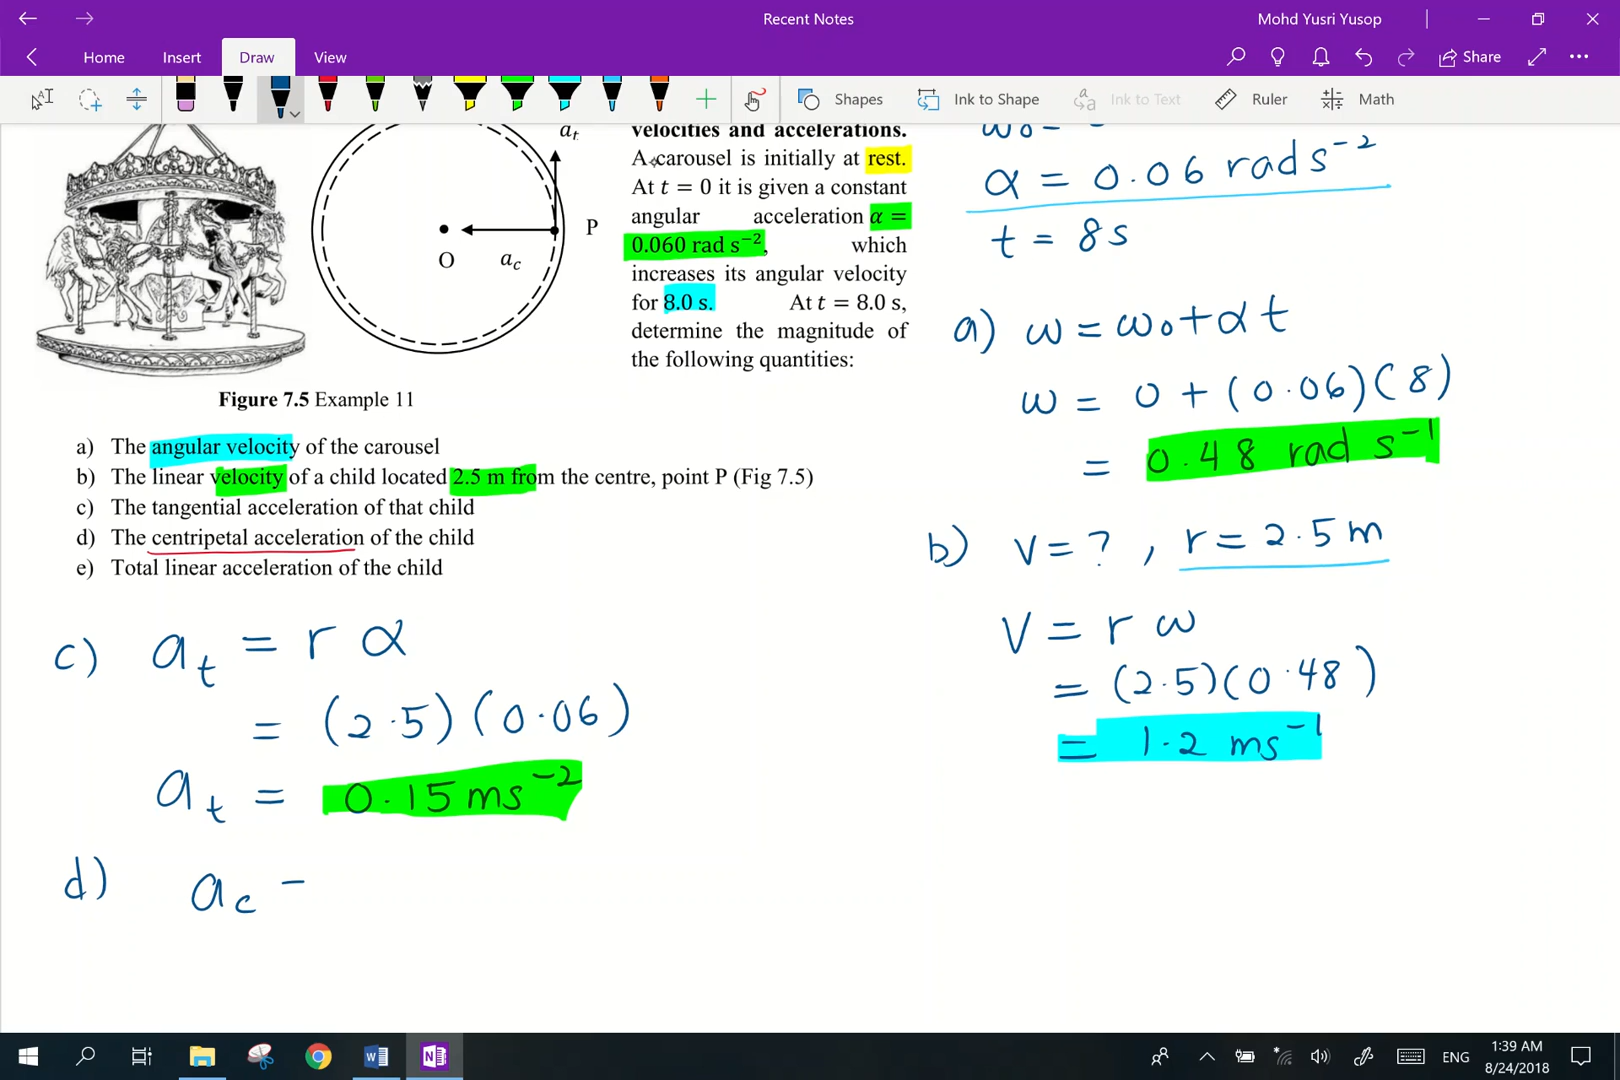 Recent Notes
Mohd Yusri Yusop
Home Insert Draw View
Share
Shapes Ink to Shape Ink to Text Ruler Math
velocities and accelerations.
A carousel is initially at rest.
At t = 0 it is given a constant
angular acceleration α =
0.060 rad s⁻², which
increases its angular velocity
for 8.0 s. At t = 8.0 s,
determine the magnitude of
the following quantities:
aₜ
P
O
a_c
Figure 7.5 Example 11
a) The angular velocity of the carousel
b) The linear velocity of a child located 2.5 m from the centre, point P (Fig 7.5)
c) The tangential acceleration of that child
d) The centripetal acceleration of the child
e) Total linear acceleration of the child
α = 0.06 rad s⁻²
t = 8s
a) ω = ω₀ + αt
ω = 0 + (0.06)(8)
= 0.48 rad s⁻¹
b) v = ? , r = 2.5 m
v = r ω
= (2.5)(0.48)
= 1.2 ms⁻¹
c) aₜ = r α
= (2.5)(0.06)
aₜ = 0.15 ms⁻²
d) a_c -
ENG
1:39 AM
8/24/2018